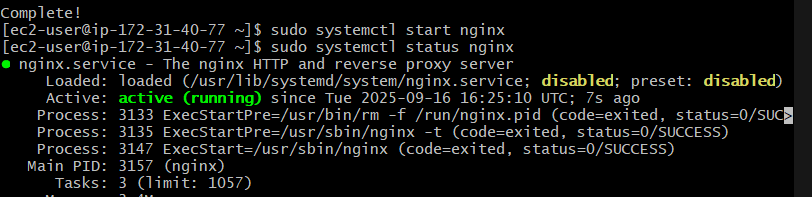 Complete!
[ec2-user@ip-172-31-40-77 ~]$ sudo systemctl start nginx
[ec2-user@ip-172-31-40-77 ~]$ sudo systemctl status nginx
● nginx.service - The nginx HTTP and reverse proxy server
Loaded: loaded (/usr/lib/systemd/system/nginx.service; disabled; preset: disabled)
Active: active (running) since Tue 2025-09-16 16:25:10 UTC; 7s ago
Process: 3133 ExecStartPre=/usr/bin/rm -f /run/nginx.pid (code=exited, status=0/SUC>
Process: 3135 ExecStartPre=/usr/sbin/nginx -t (code=exited, status=0/SUCCESS)
Process: 3147 ExecStart=/usr/sbin/nginx (code=exited, status=0/SUCCESS)
Main PID: 3157 (nginx)
Tasks: 3 (limit: 1057)